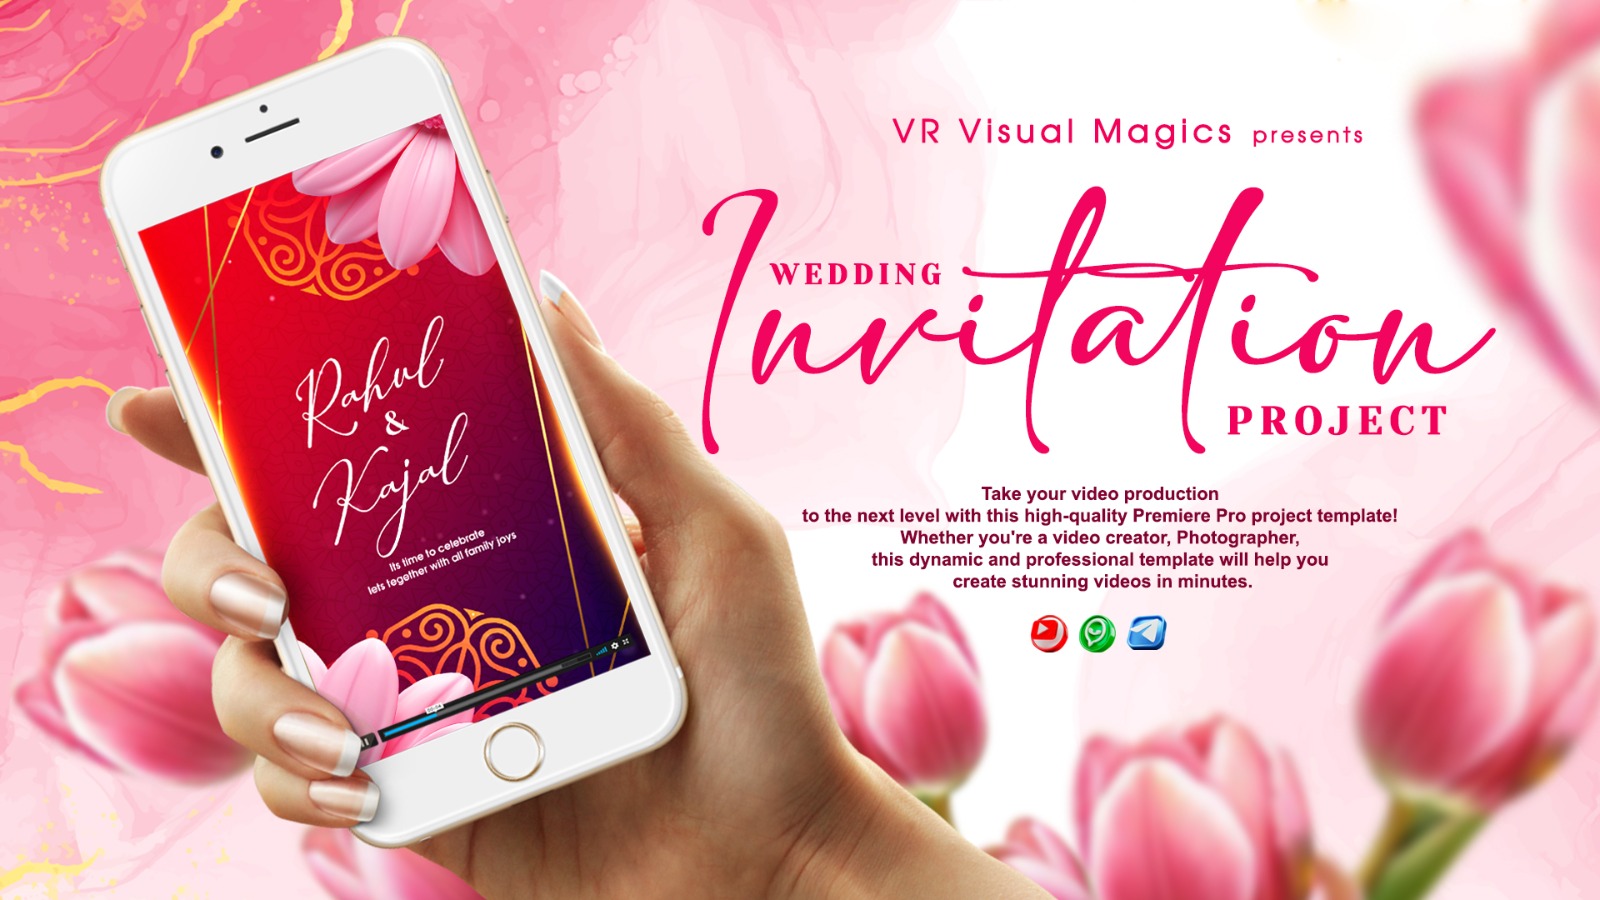 VR Visual Magics presents
WEDDING
Invitation
PROJECT
Take your video production
to the next level with this high-quality Premiere Pro project template!
Whether you're a video creator, Photographer,
this dynamic and professional template will help you
create stunning videos in minutes.
Rahul
&
Kajal
Its time to celebrate
lets together with all family joys